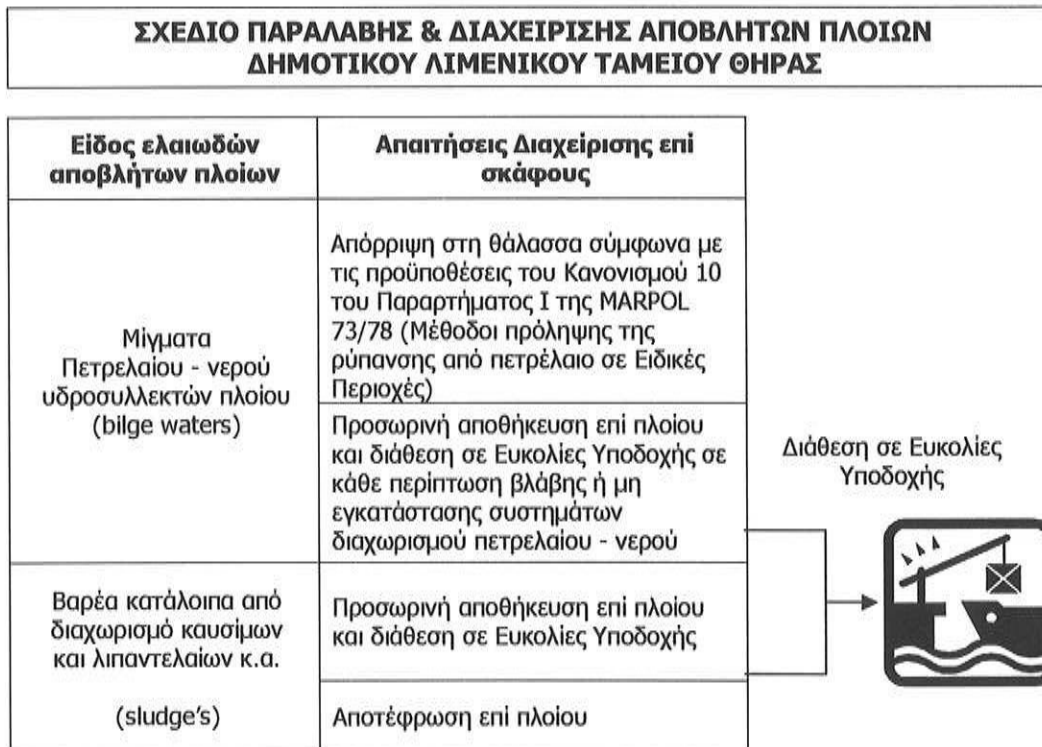 ΣΧΕΔΙΟ ΠΑΡΑΛΑΒΗΣ & ΔΙΑΧΕΙΡΙΣΗΣ ΑΠΟΒΛΗΤΩΝ ΠΛΟΙΩΝ
ΔΗΜΟΤΙΚΟΥ ΛΙΜΕΝΙΚΟΥ ΤΑΜΕΙΟΥ ΘΗΡΑΣ
Είδος ελαιωδών
αποβλήτων πλοίων
Απαιτήσεις Διαχείρισης επί
σκάφους
Μίγματα
Πετρελαίου - νερού
υδροσυλλεκτών πλοίου
(bilge waters)
Απόρριψη στη θάλασσα σύμφωνα με
τις προϋποθέσεις του Κανονισμού 10
του Παραρτήματος Ι της MARPOL
73/78 (Μέθοδοι πρόληψης της
ρύπανσης από πετρέλαιο σε Ειδικές
Περιοχές)
Προσωρινή αποθήκευση επί πλοίου
και διάθεση σε Ευκολίες Υποδοχής σε
κάθε περίπτωση βλάβης ή μη
εγκατάστασης συστημάτων
διαχωρισμού πετρελαίου - νερού
Βαρέα κατάλοιπα από
διαχωρισμό καυσίμων
και λιπαντελαίων κ.α.
(sludge's)
Προσωρινή αποθήκευση επί πλοίου
και διάθεση σε Ευκολίες Υποδοχής
Αποτέφρωση επί πλοίου
Διάθεση σε Ευκολίες
Υποδοχής